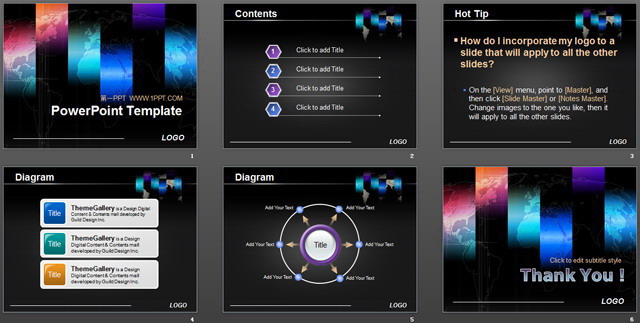 第一PPT WWW.1PPT.COM
PowerPoint Template
LOGO
1
Contents
1 Click to add Title
2 Click to add Title
3 Click to add Title
4 Click to add Title
LOGO
2
Hot Tip
How do I incorporate my logo to a
slide that will apply to all the other
slides?
On the [View] menu, point to [Master], and
then click [Slide Master] or [Notes Master].
Change images to the one you like, then it
will apply to all the other slides.
LOGO
3
Diagram
Title
ThemeGallery is a Design Digital
Content & Contents mall developed by
Guild Design Inc.
Title
ThemeGallery is a Design
Digital Content & Contents mall
developed by Guild Design Inc.
Title
ThemeGallery is a Design
Digital Content & Contents mall
developed by Guild Design Inc.
LOGO
4
Diagram
Add Your Text
Add Your Text
Add Your Text
Title
Add Your Text
Add Your Text
Add Your Text
LOGO
5
Click to edit subtitle style
Thank You !
LOGO
6